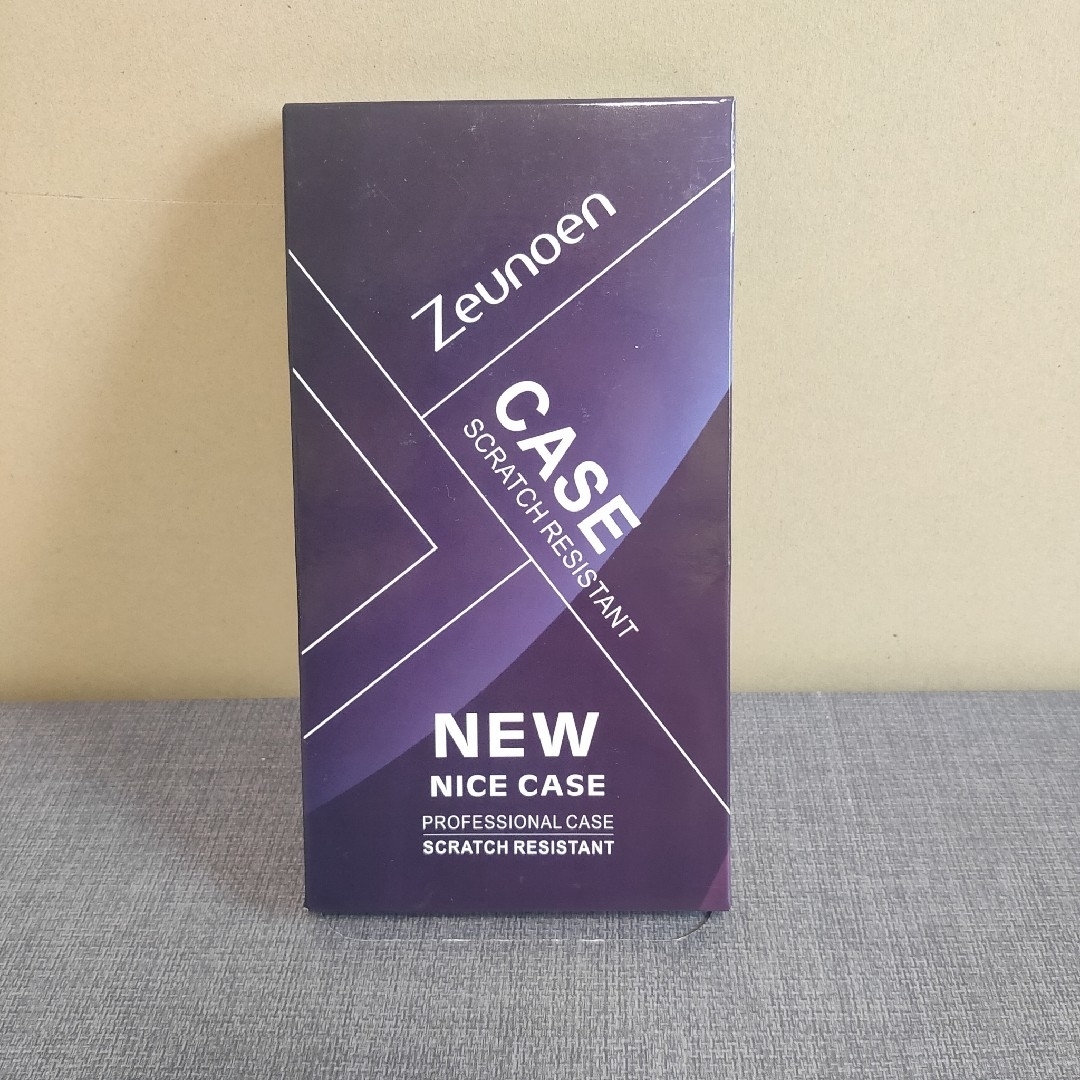 Zeunoen
CASE
SCRATCH RESISTANT
NEW
NICE CASE
PROFESSIONAL CASE
SCRATCH RESISTANT